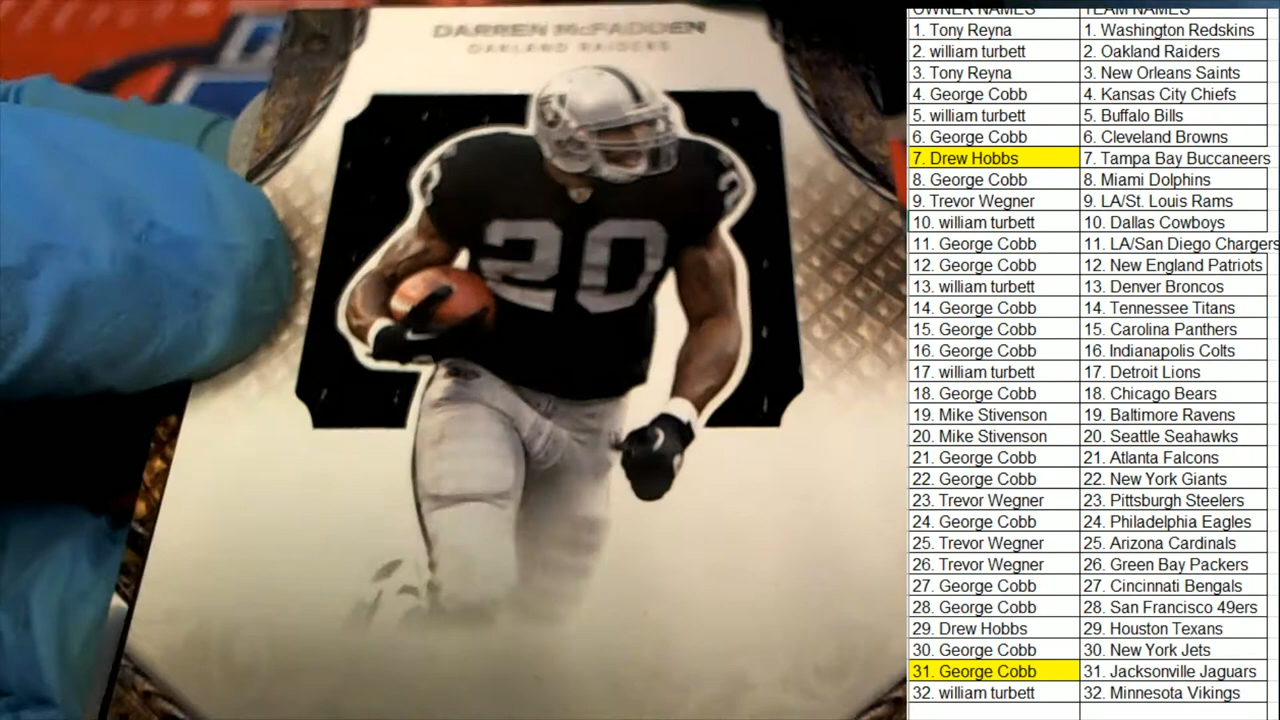 DARREN McFADDEN
OAKLAND RAIDERS
20
20
OWNER NAMES TEAM NAMES
1. Tony Reyna 1. Washington Redskins
2. william turbett 2. Oakland Raiders
3. Tony Reyna 3. New Orleans Saints
4. George Cobb 4. Kansas City Chiefs
5. william turbett 5. Buffalo Bills
6. George Cobb 6. Cleveland Browns
7. Drew Hobbs 7. Tampa Bay Buccaneers
8. George Cobb 8. Miami Dolphins
9. Trevor Wegner 9. LA/St. Louis Rams
10. william turbett 10. Dallas Cowboys
11. George Cobb 11. LA/San Diego Chargers
12. George Cobb 12. New England Patriots
13. william turbett 13. Denver Broncos
14. George Cobb 14. Tennessee Titans
15. George Cobb 15. Carolina Panthers
16. George Cobb 16. Indianapolis Colts
17. william turbett 17. Detroit Lions
18. George Cobb 18. Chicago Bears
19. Mike Stivenson 19. Baltimore Ravens
20. Mike Stivenson 20. Seattle Seahawks
21. George Cobb 21. Atlanta Falcons
22. George Cobb 22. New York Giants
23. Trevor Wegner 23. Pittsburgh Steelers
24. George Cobb 24. Philadelphia Eagles
25. Trevor Wegner 25. Arizona Cardinals
26. Trevor Wegner 26. Green Bay Packers
27. George Cobb 27. Cincinnati Bengals
28. George Cobb 28. San Francisco 49ers
29. Drew Hobbs 29. Houston Texans
30. George Cobb 30. New York Jets
31. George Cobb 31. Jacksonville Jaguars
32. william turbett 32. Minnesota Vikings